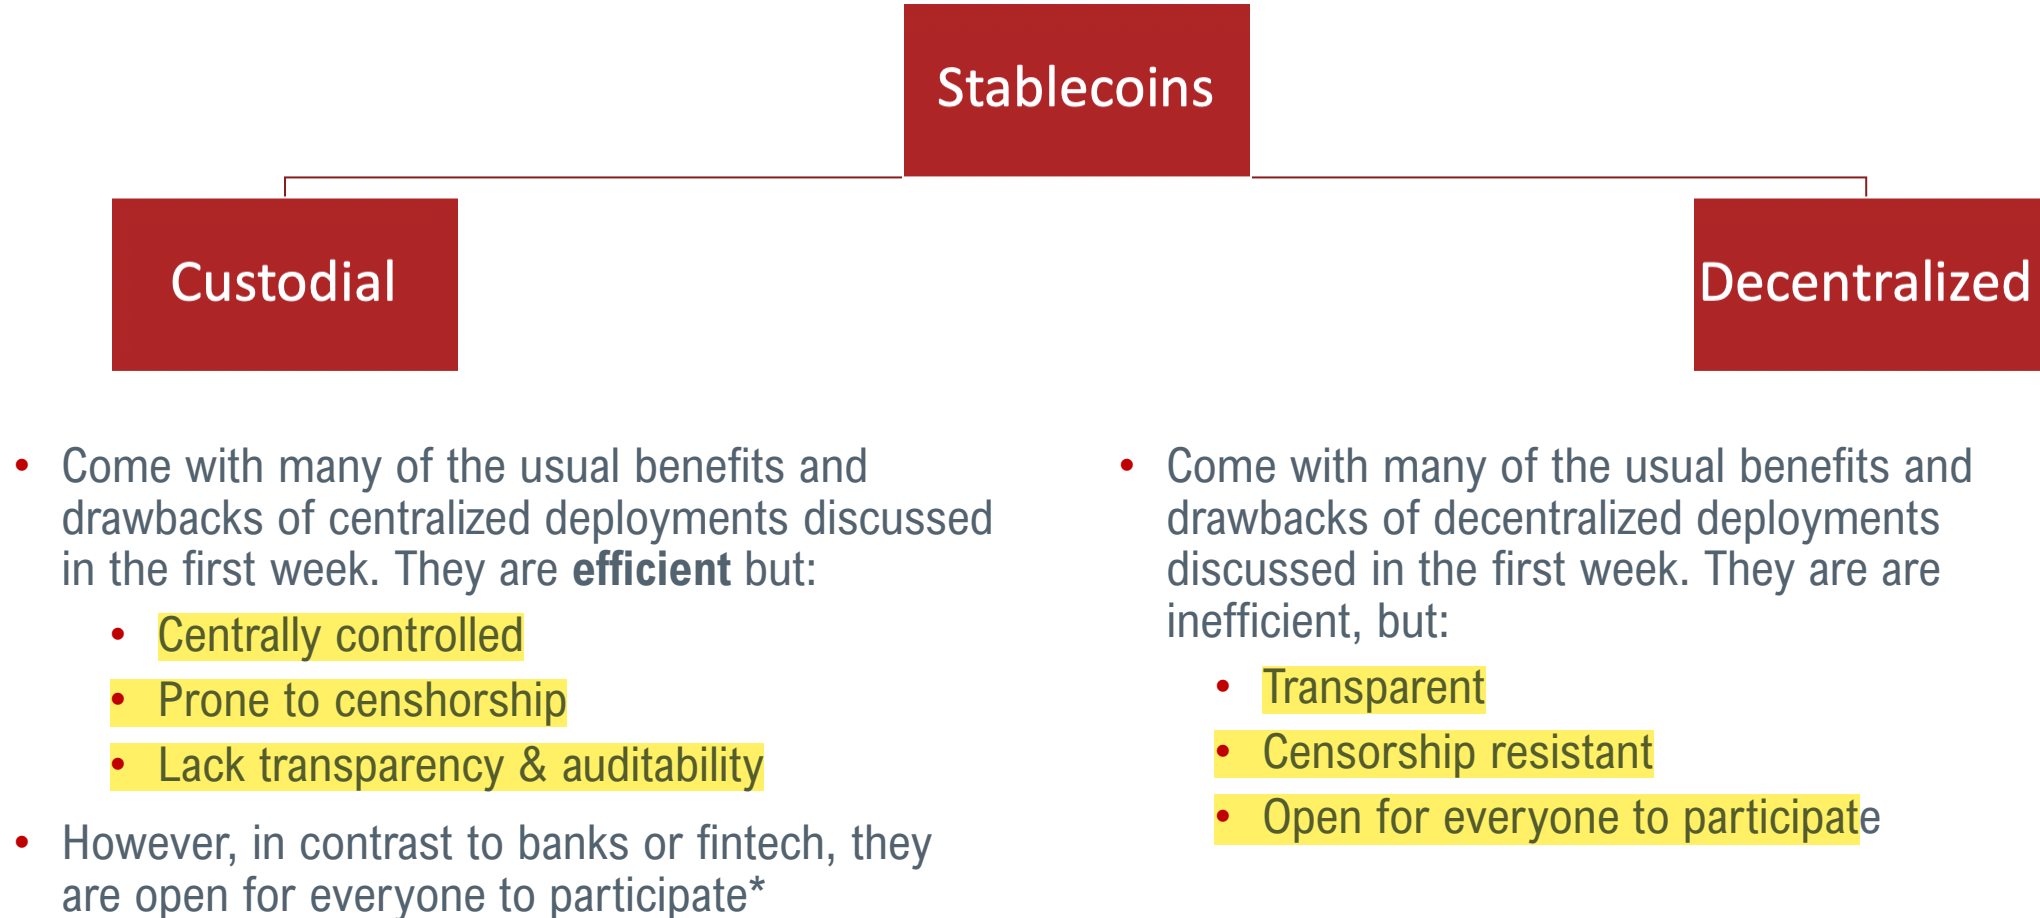 Stablecoins
Custodial
Decentralized
• Come with many of the usual benefits and
drawbacks of centralized deployments discussed
in the first week. They are efficient but:
• Centrally controlled
• Prone to censhorship
• Lack transparency & auditability
• However, in contrast to banks or fintech, they
are open for everyone to participate*
• Come with many of the usual benefits and
drawbacks of decentralized deployments
discussed in the first week. They are are
inefficient, but:
• Transparent
• Censorship resistant
• Open for everyone to participate